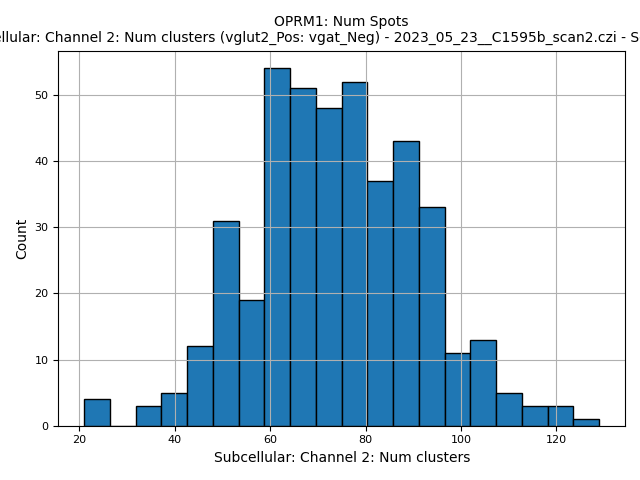 OPRM1: Num Spots
ellular: Channel 2: Num clusters (vglut2_Pos: vgat_Neg) - 2023_05_23__C1595b_scan2.czi - S
50
40
30
20
10
0
Count
20 40 60 80 100 120
Subcellular: Channel 2: Num clusters